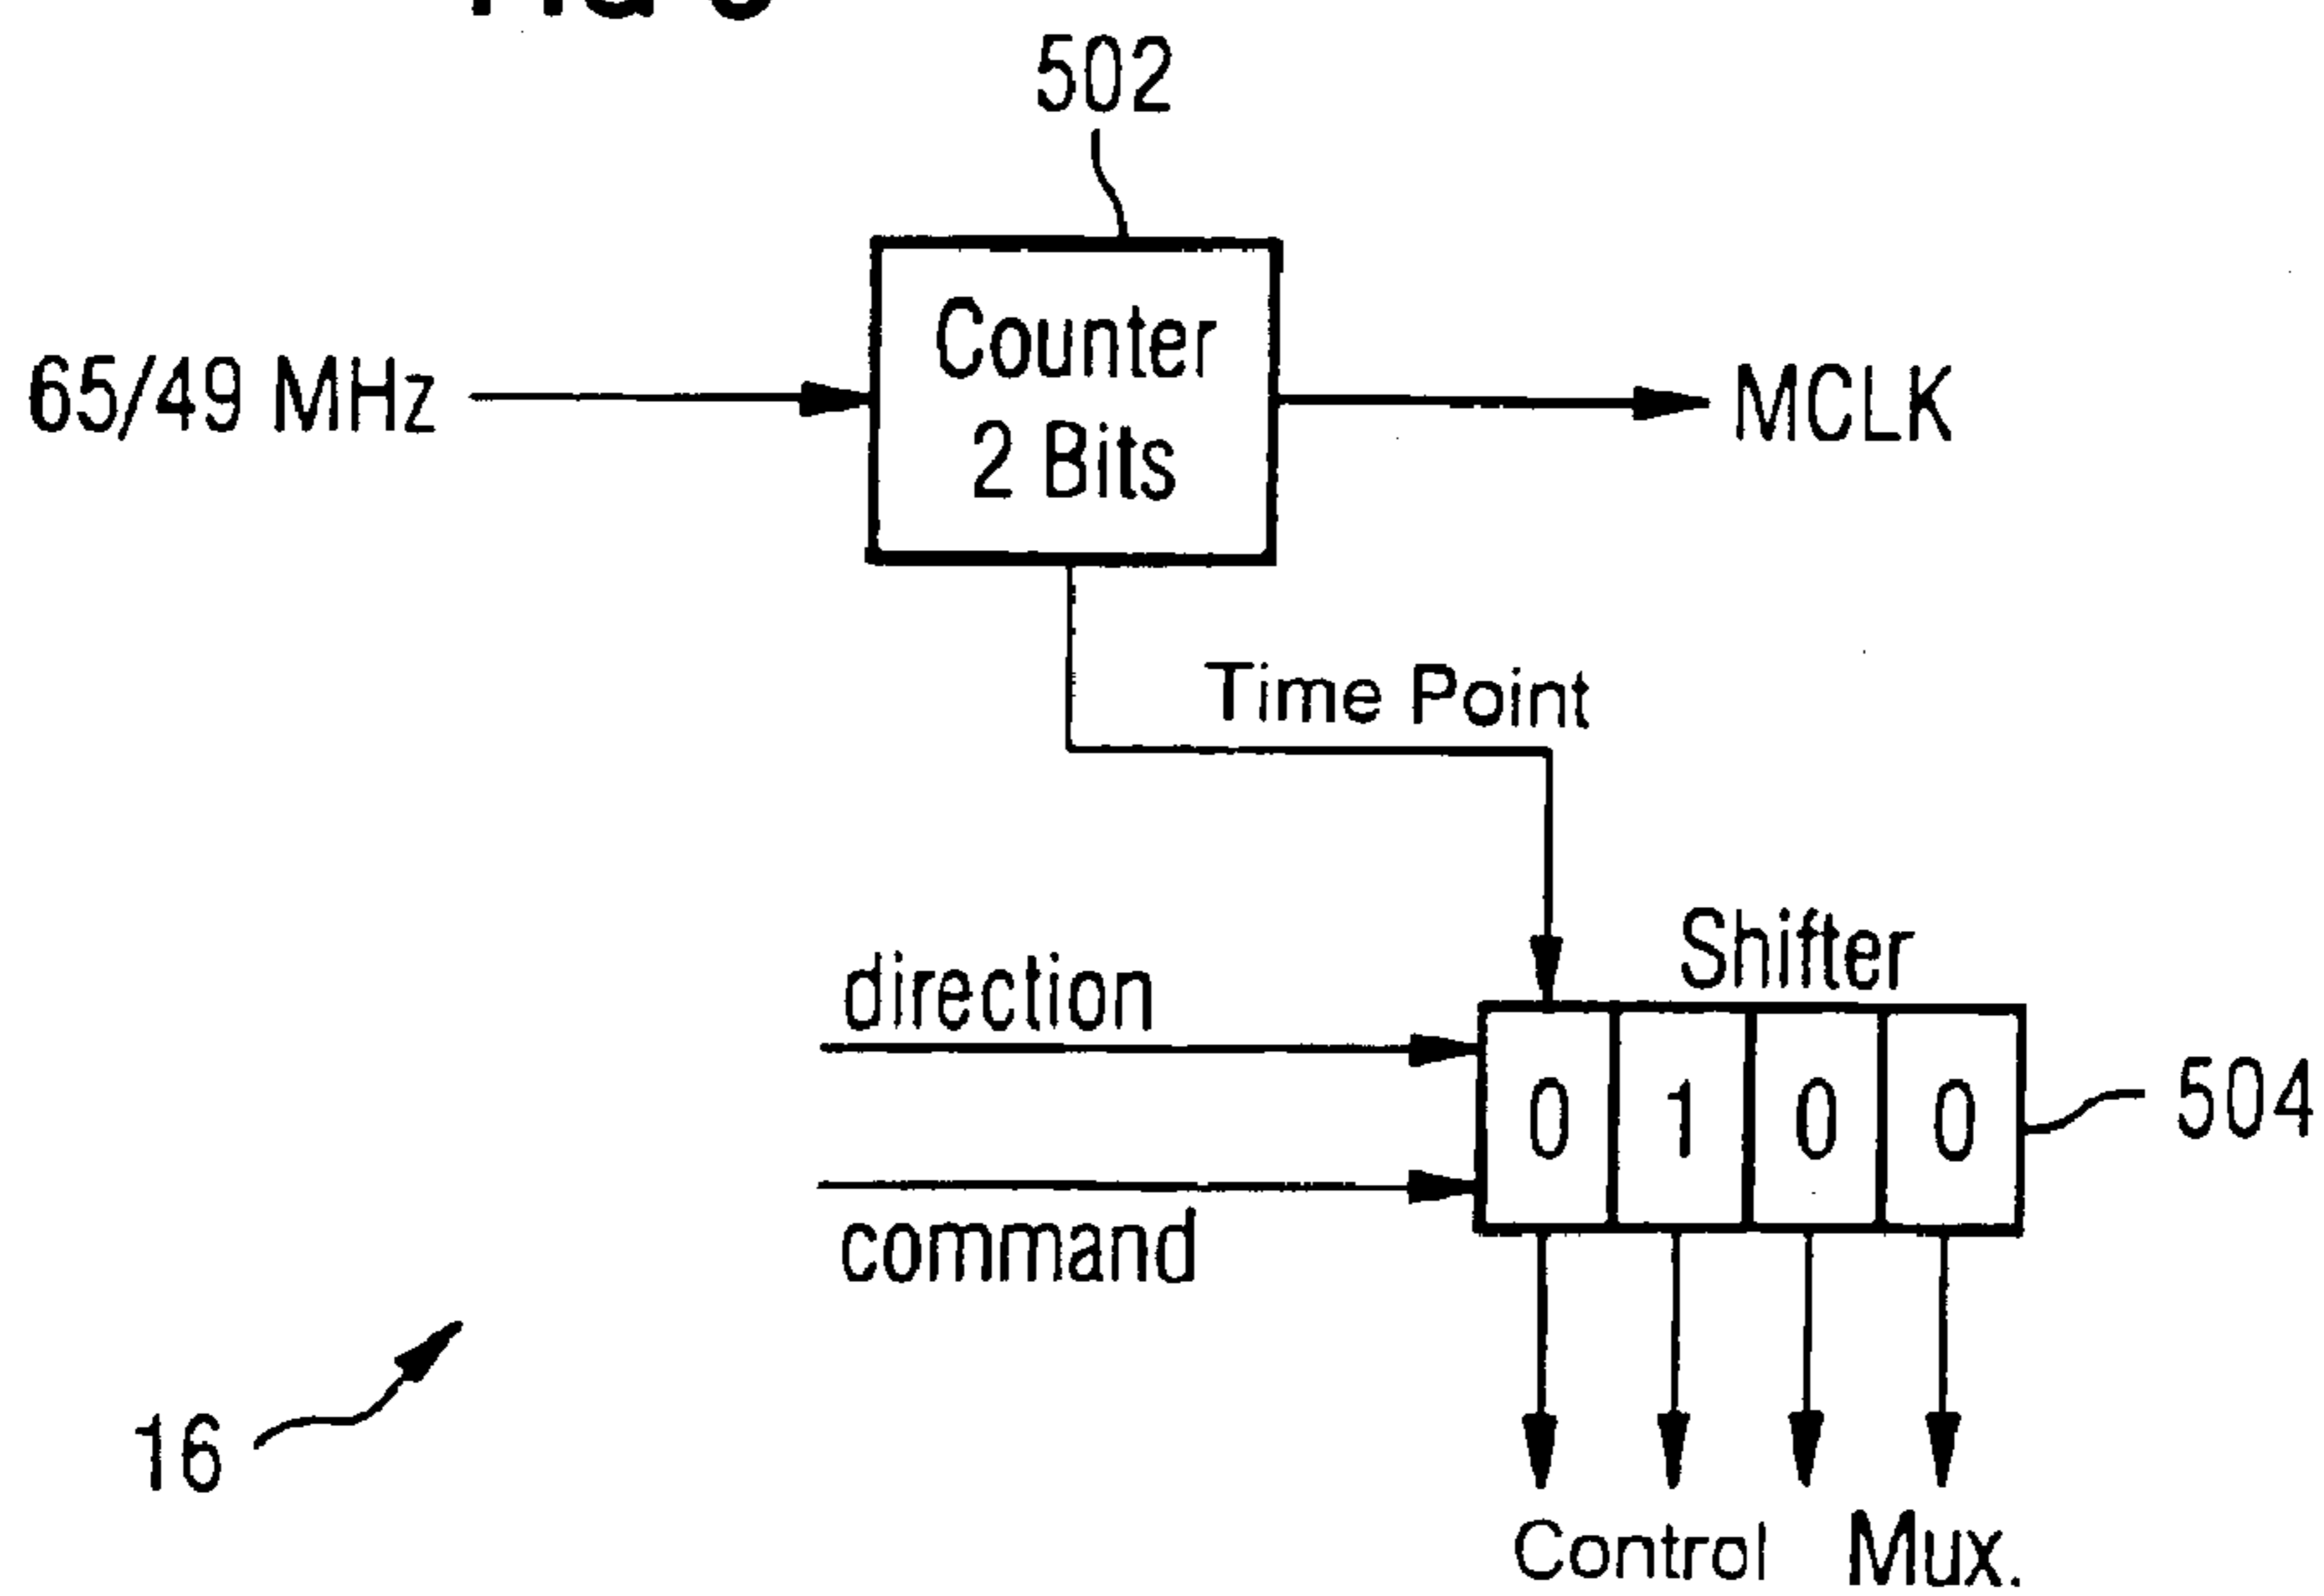 502
65/49 MHz
Counter
2 Bits
MCLK
Time Point
Shifter
direction
0 1 0 0
504
command
16
Control Mux.